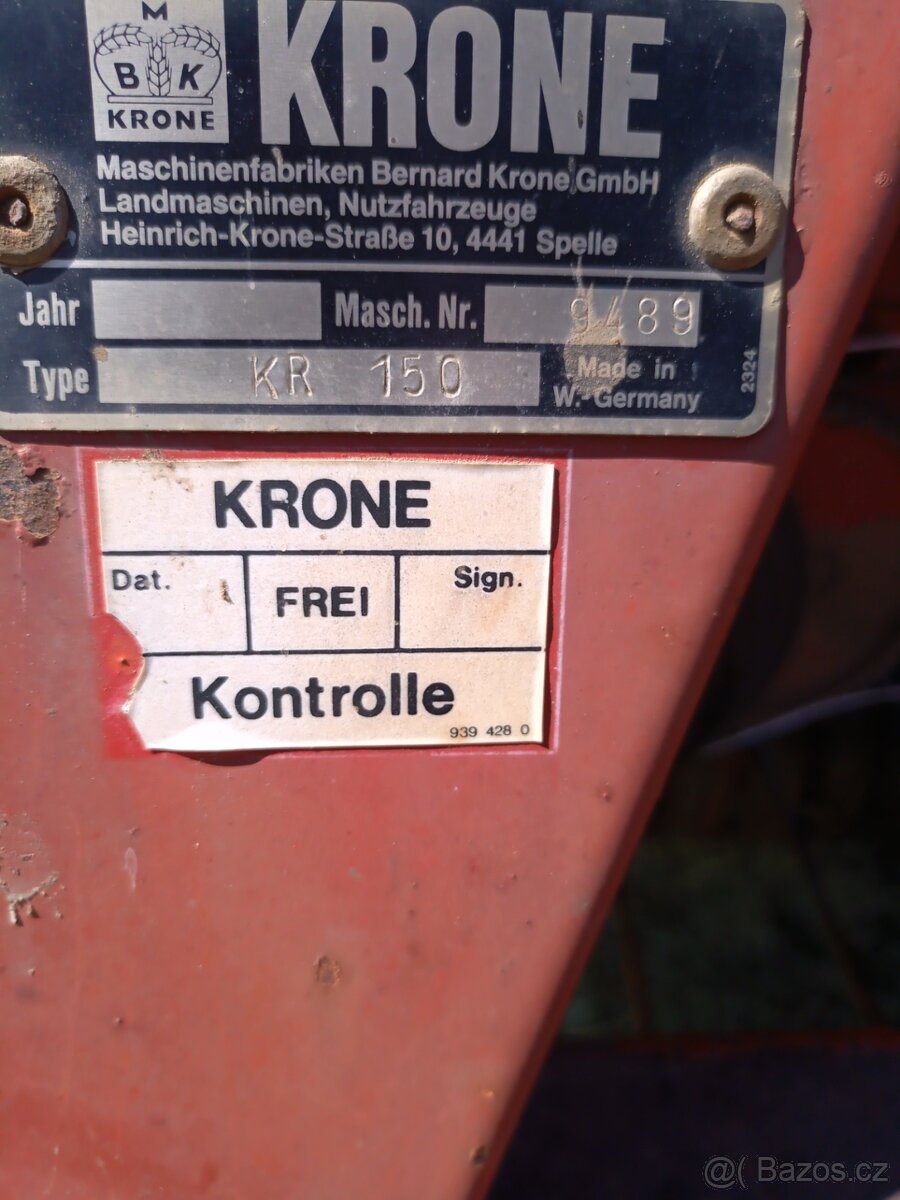 M
B K
KRONE
KRONE
Maschinenfabriken Bernard Krone GmbH
Landmaschinen, Nutzfahrzeuge
Heinrich-Krone-Straße 10, 4441 Spelle
Jahr
Masch. Nr. 9489
Type KR 150
Made in
W.-Germany
2324
KRONE
Dat. FREI Sign.
Kontrolle
939 428 0
@( Bazos.cz